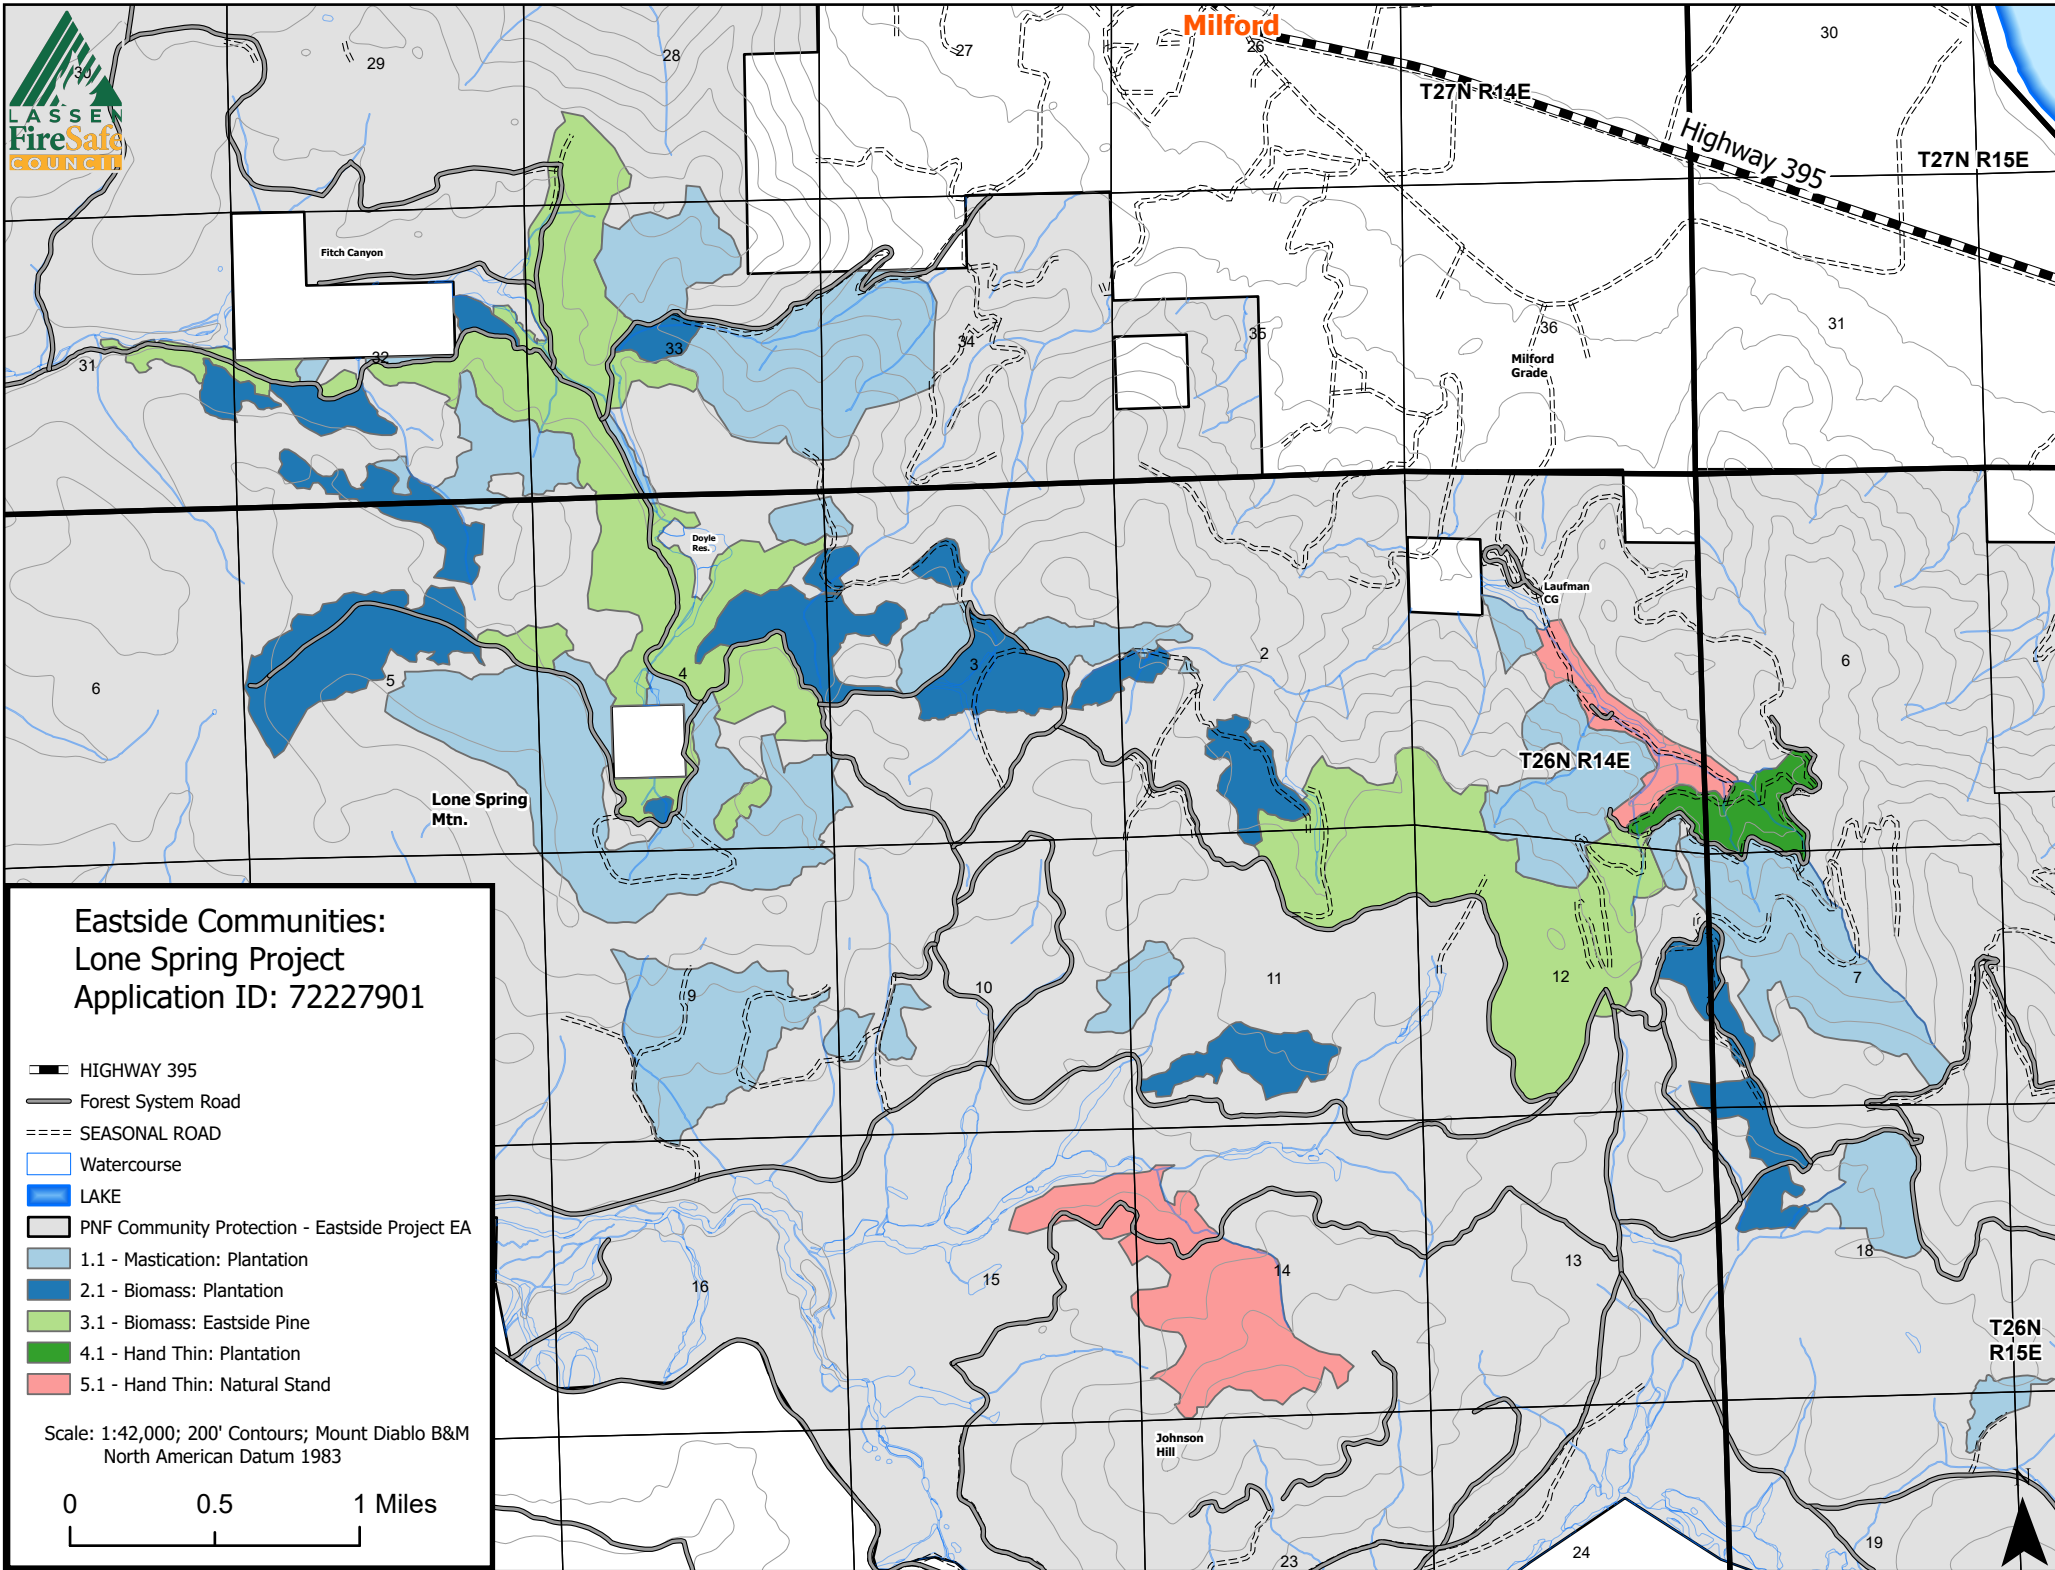 LASSEN
FireSafe
COUNCIL
Milford
30
29
28
27
26
30
T27N R14E
Highway 395
T27N R15E
Fitch Canyon
31
32
33
34
35
36
31
Milford
Grade
Doyle
Res.
Laufman
CG
6
5
4
3
2
6
T26N R14E
Lone Spring
Mtn.
9
10
11
12
7
16
15
14
13
18
T26N
R15E
Johnson
Hill
23
24
19
N
Eastside Communities:
Lone Spring Project
Application ID: 72227901
HIGHWAY 395
Forest System Road
SEASONAL ROAD
Watercourse
LAKE
PNF Community Protection - Eastside Project EA
1.1 - Mastication: Plantation
2.1 - Biomass: Plantation
3.1 - Biomass: Eastside Pine
4.1 - Hand Thin: Plantation
5.1 - Hand Thin: Natural Stand
Scale: 1:42,000; 200' Contours; Mount Diablo B&M
North American Datum 1983
0 0.5 1 Miles